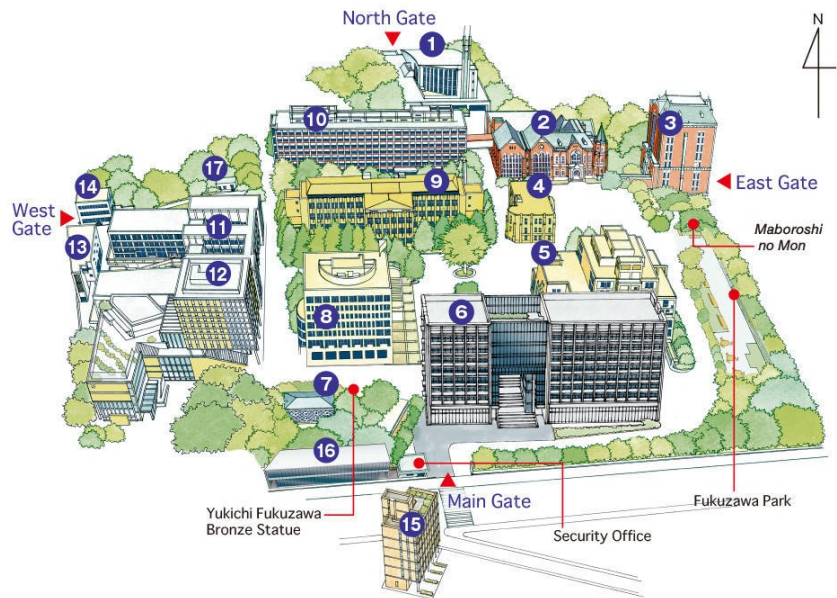 North Gate
N
1
2
3
10
17
14
9
4
East Gate
West
Gate
11
Maboroshi
no Mon
13
12
5
6
8
7
16
Yukichi Fukuzawa
Bronze Statue
Main Gate
15
Security Office
Fukuzawa Park